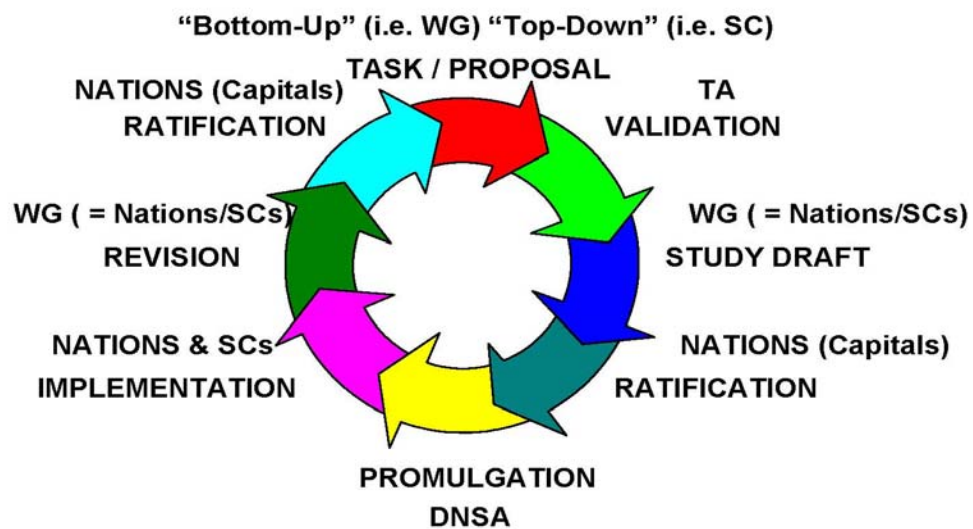 “Bottom-Up” (i.e. WG) “Top-Down” (i.e. SC)
TASK / PROPOSAL
TA
VALIDATION
WG ( = Nations/SCs)
STUDY DRAFT
NATIONS (Capitals)
RATIFICATION
PROMULGATION
DNSA
NATIONS & SCs
IMPLEMENTATION
WG ( = Nations/SCs)
REVISION
NATIONS (Capitals)
RATIFICATION